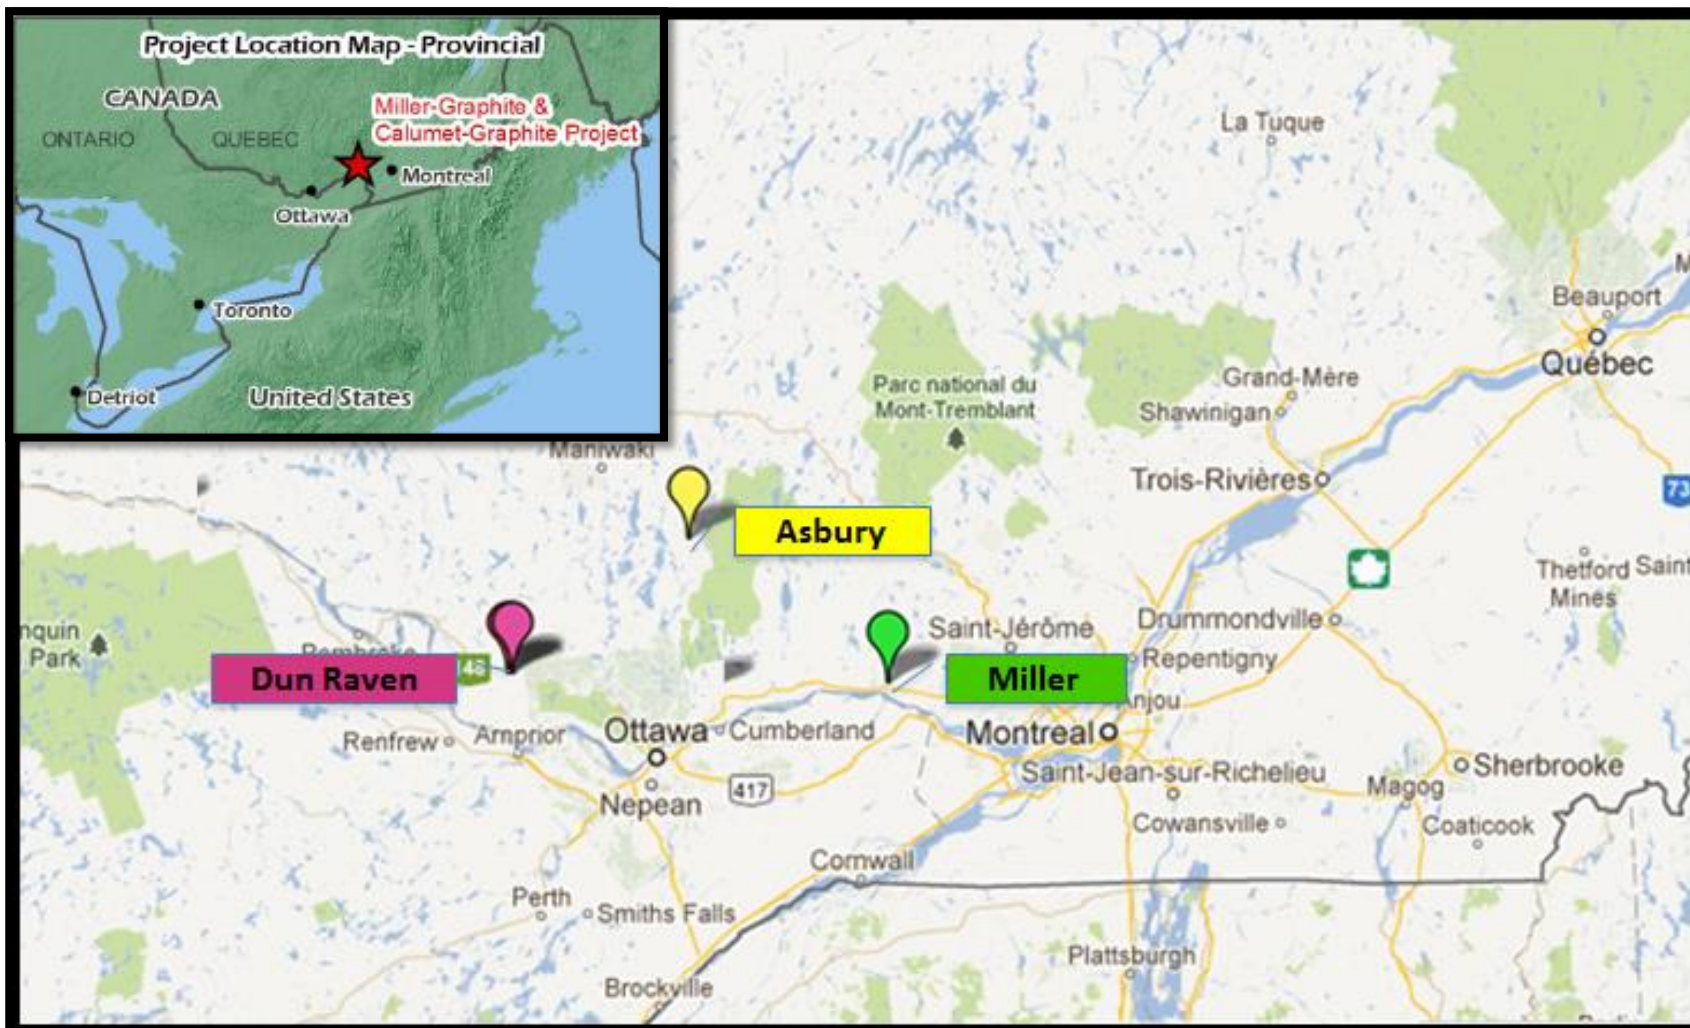 Project Location Map - Provincial
CANADA
Miller-Graphite &
Calumet-Graphite Project
ONTARIO
QUEBEC
Montreal
Ottawa
Toronto
Detriot
United States
La Tuque
Beauport
Québec
Parc national du
Mont-Tremblant
Grand-Mère
Shawinigan
Maniwaki
Trois-Rivières
73
Asbury
Thetford
Mines
Saint
Drummondville
nquin
Park
Pembroke
148
Saint-Jérôme
Repentigny
Dun Raven
Miller
Anjou
Renfrew
Arnprior
Ottawa
Cumberland
Montreal
Nepean
417
Saint-Jean-sur-Richelieu
Sherbrooke
Magog
Cowansville
Coaticook
Cornwall
Perth
Smiths Falls
Plattsburgh
Brockville